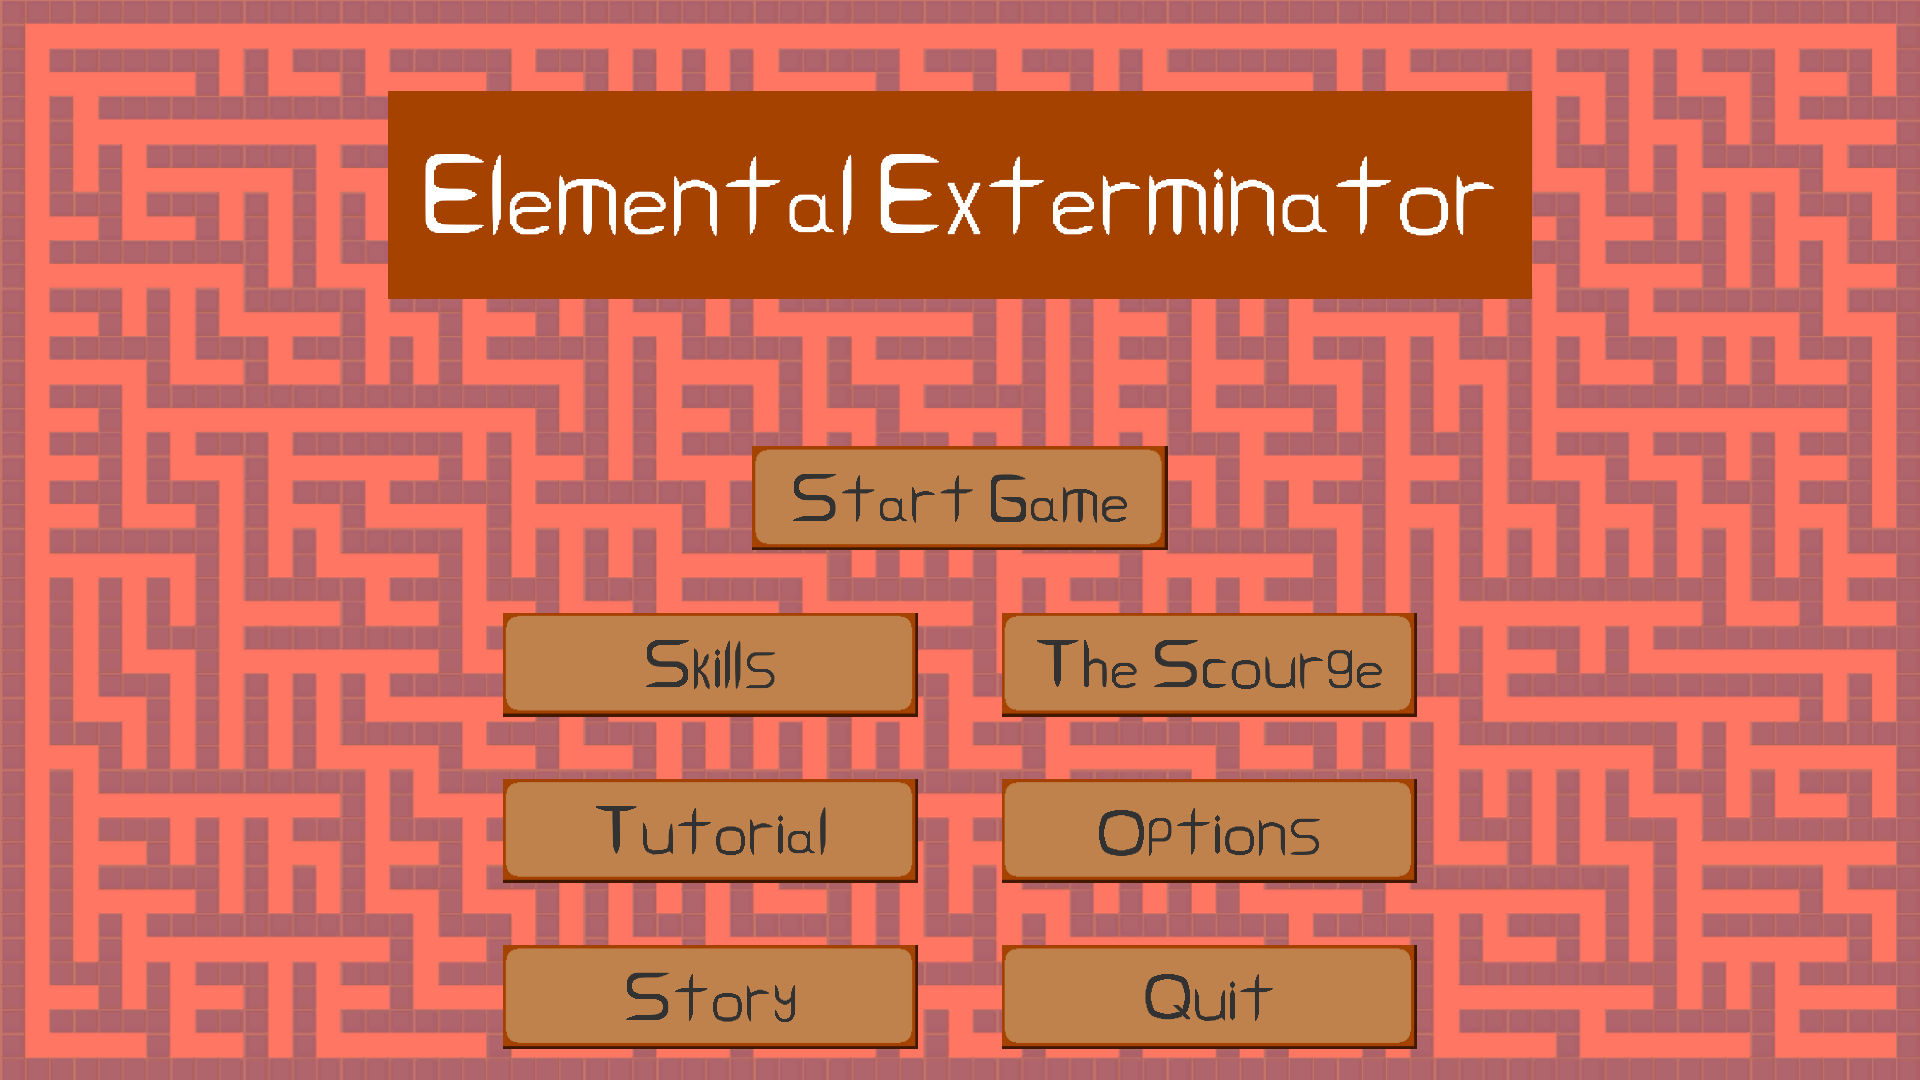 Elemental Exterminator
Start Game
Skills
The Scourge
Tutorial
Options
Story
Quit